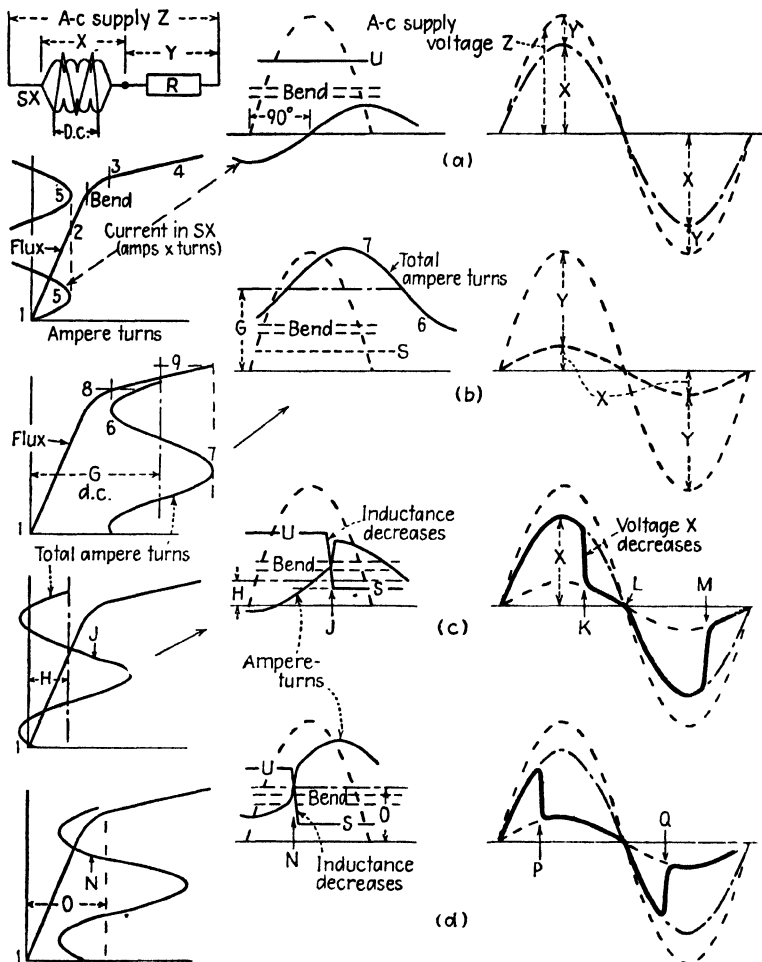 A-c supply Z
X
Y
SX
R
D.c.
A-c supply
voltage Z
U
Bend
90°
(a)
Y
X
X
Y
3
4
5
Bend
2
Flux
Current in SX
(amps x turns)
5
1
Ampere turns
7
Total
ampere turns
G
Bend
6
S
(b)
Y
X
Y
9
8
6
Flux
7
G
d.c.
1
Total ampere turns
U
Inductance
decreases
Bend
H
S
J
(c)
Ampere-
turns
Voltage X
decreases
X
L
M
K
J
H
1
U
Bend
O
S
N
Inductance
decreases
(d)
Q
P
N
O
1